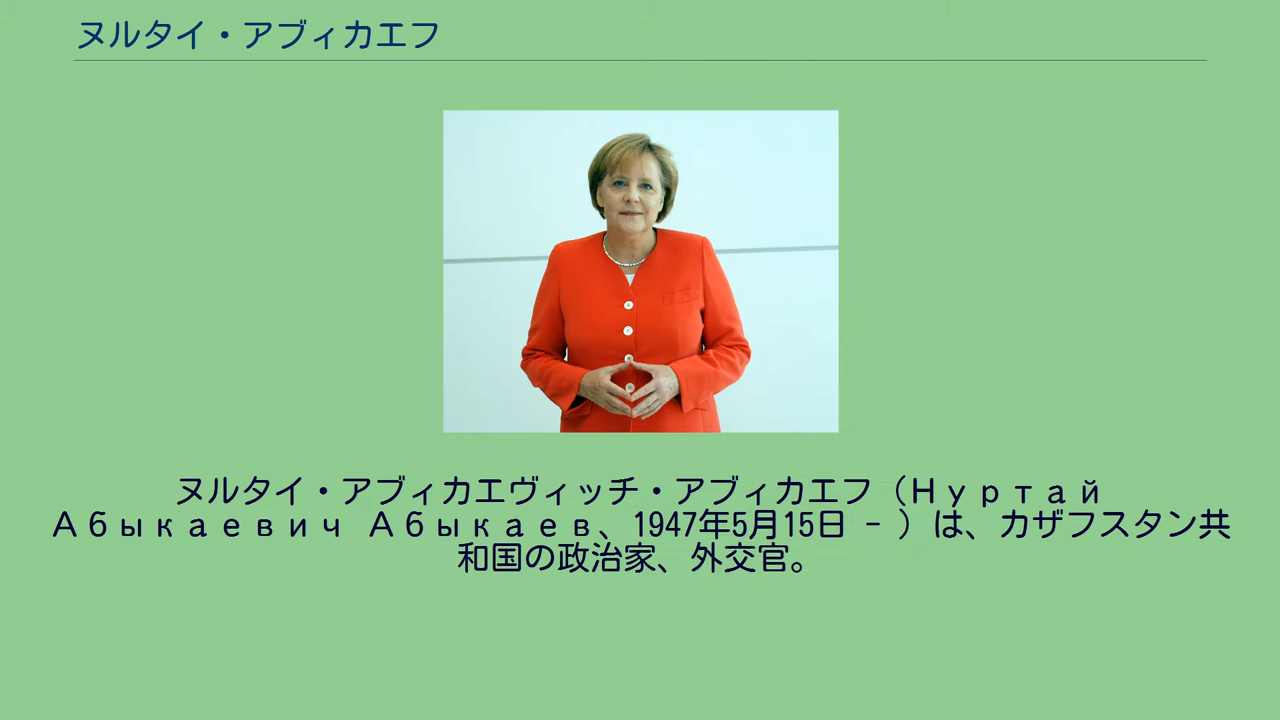 ヌルタイ・アブィカエフ
ヌルタイ・アブィカエヴィッチ・アブィカエフ（Нуртай
Абыкаевич Абыкаев、1947年5月15日 - ）は、カザフスタン共
和国の政治家、外交官。